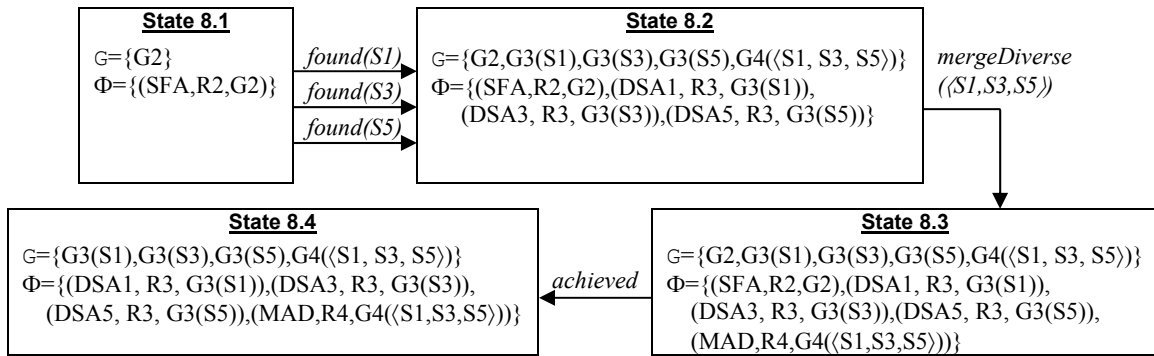 State 8.1
G={G2}
Φ={(SFA,R2,G2)}
found(S1)
found(S3)
found(S5)
State 8.2
G={G2,G3(S1),G3(S3),G3(S5),G4(⟨S1, S3, S5⟩)}
Φ={(SFA,R2,G2),(DSA1, R3, G3(S1)),
(DSA3, R3, G3(S3)),(DSA5, R3, G3(S5))}
mergeDiverse
(⟨S1,S3,S5⟩)
State 8.4
G={G3(S1),G3(S3),G3(S5),G4(⟨S1, S3, S5⟩)}
Φ={(DSA1, R3, G3(S1)),(DSA3, R3, G3(S3)),
(DSA5, R3, G3(S5)),(MAD,R4,G4(⟨S1,S3,S5⟩))}
achieved
State 8.3
G={G2,G3(S1),G3(S3),G3(S5),G4(⟨S1, S3, S5⟩)}
Φ={(SFA,R2,G2),(DSA1, R3, G3(S1)),
(DSA3, R3, G3(S3)),(DSA5, R3, G3(S5)),
(MAD,R4,G4(⟨S1,S3,S5⟩))}